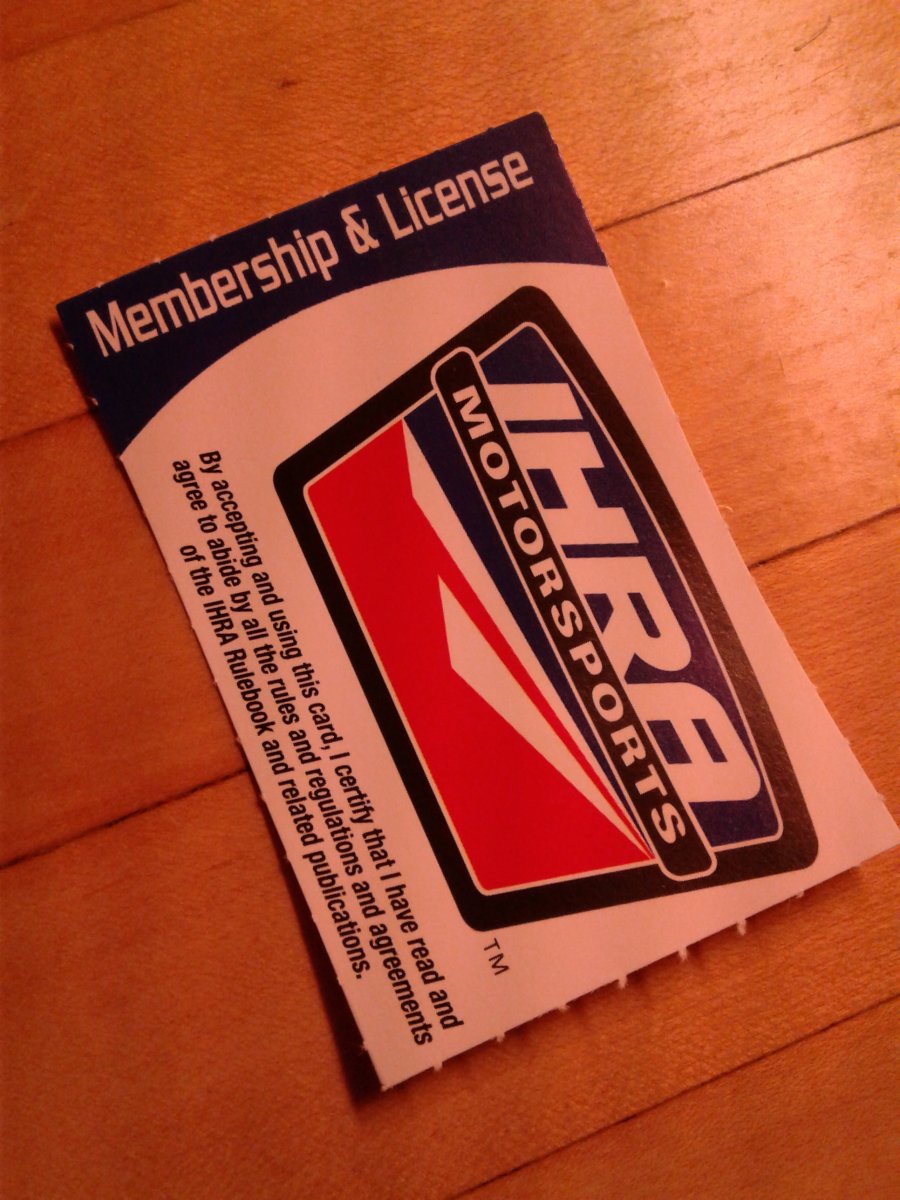 Membership & License
IHRA
MOTORSPORTS
TM
By accepting and using this card, I certify that I have read and
agree to abide by all the rules and regulations and agreements
of the IHRA Rulebook and related publications.